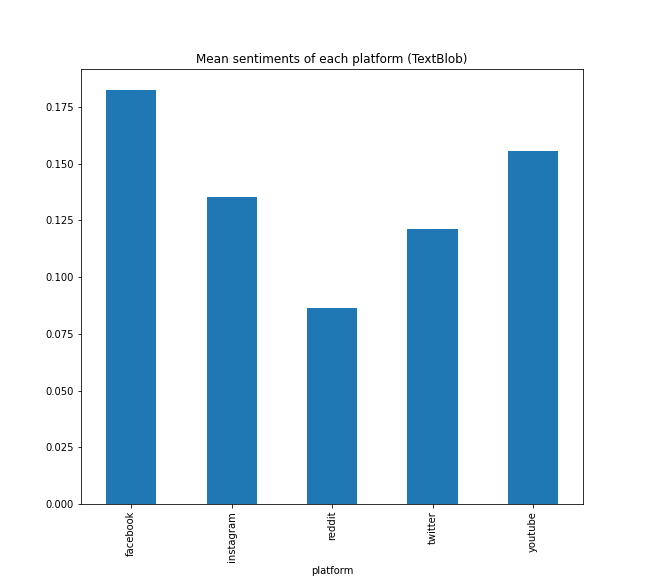 Mean sentiments of each platform (TextBlob)
0.175
0.150
0.125
0.100
0.075
0.050
0.025
0.000
facebook
instagram
reddit
twitter
youtube
platform